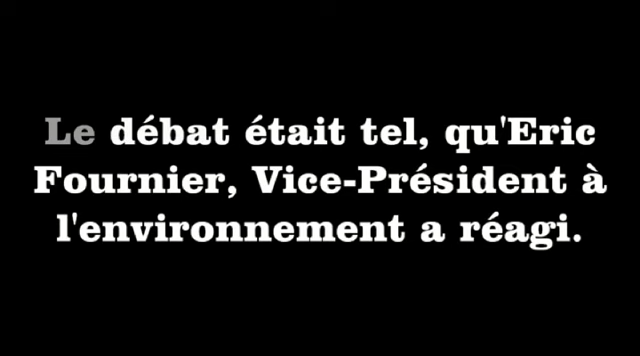 Le débat était tel, qu'Eric
Fournier, Vice-Président à
l'environnement a réagi.